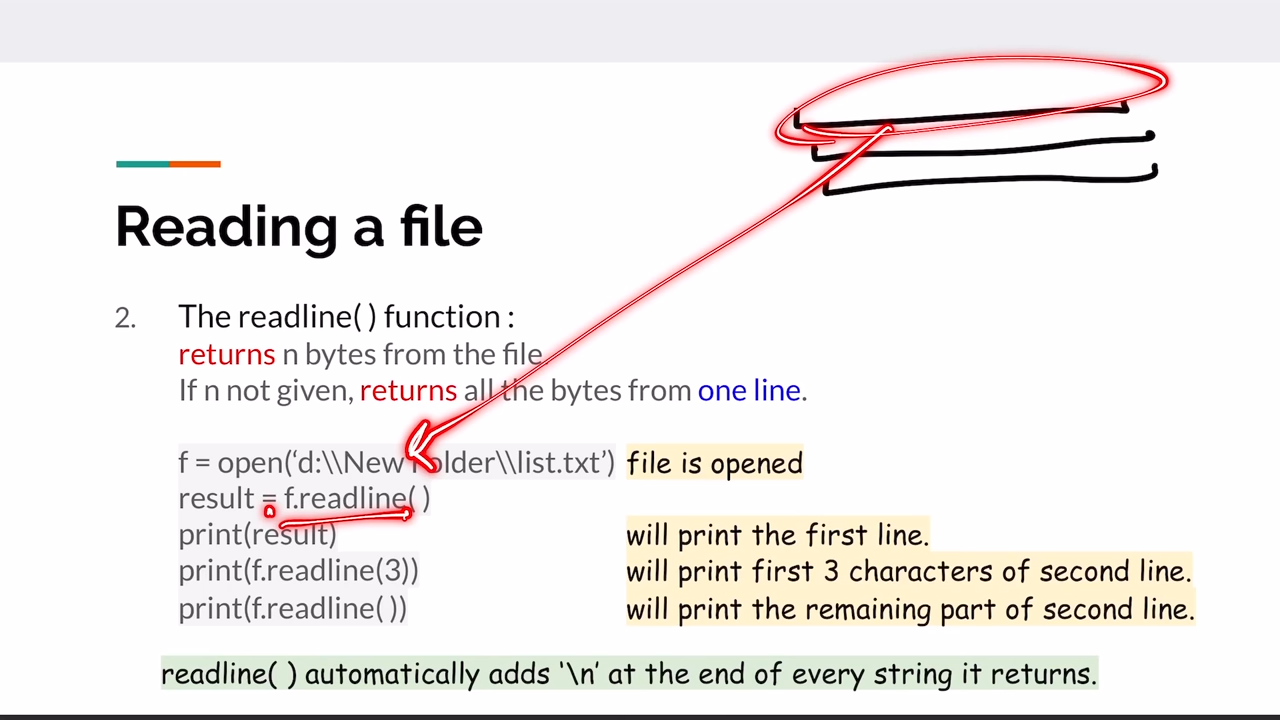 Reading a file
2. The readline( ) function :
returns n bytes from the file.
If n not given, returns all the bytes from one line.
f = open(‘d:\\New Folder\\list.txt’) file is opened
result = f.readline( )
print(result) will print the first line.
print(f.readline(3)) will print first 3 characters of second line.
print(f.readline( )) will print the remaining part of second line.
readline( ) automatically adds ‘\n’ at the end of every string it returns.